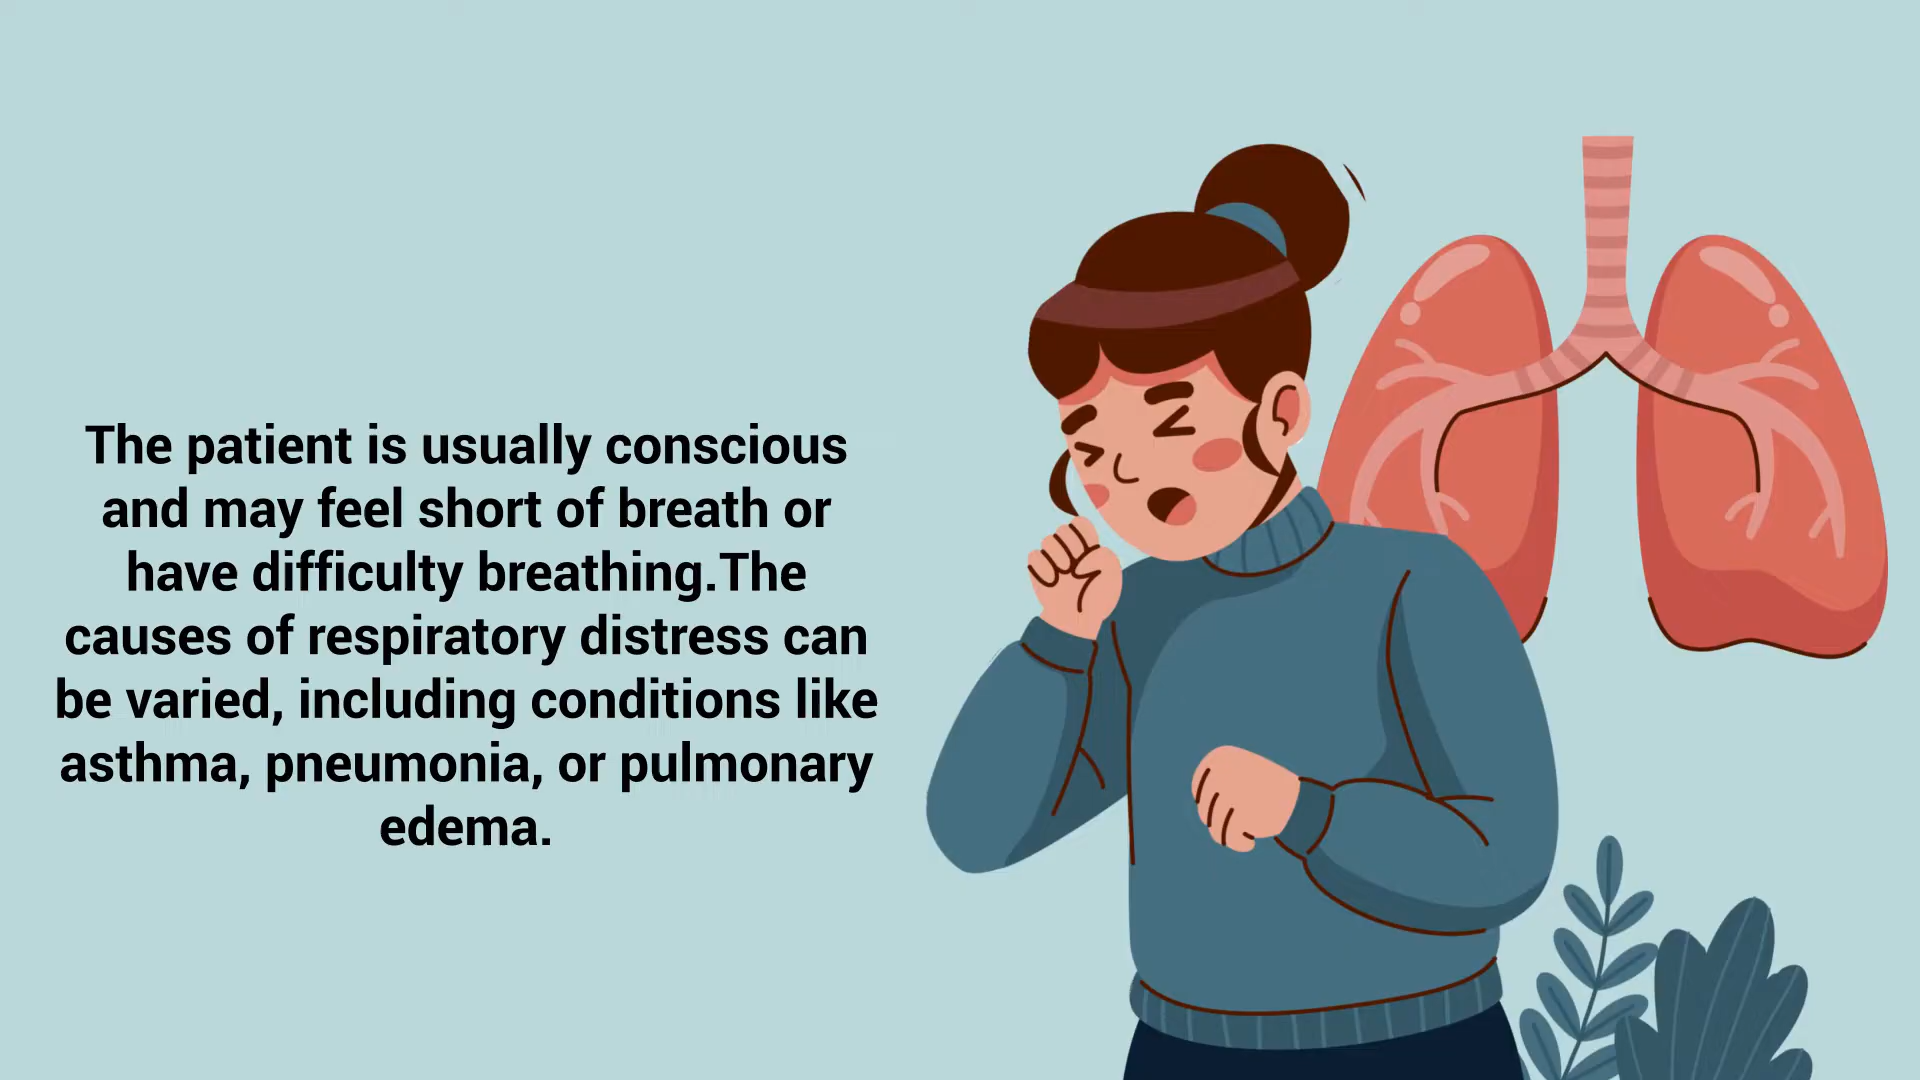 The patient is usually conscious
and may feel short of breath or
have difficulty breathing.The
causes of respiratory distress can
be varied, including conditions like
asthma, pneumonia, or pulmonary
edema.